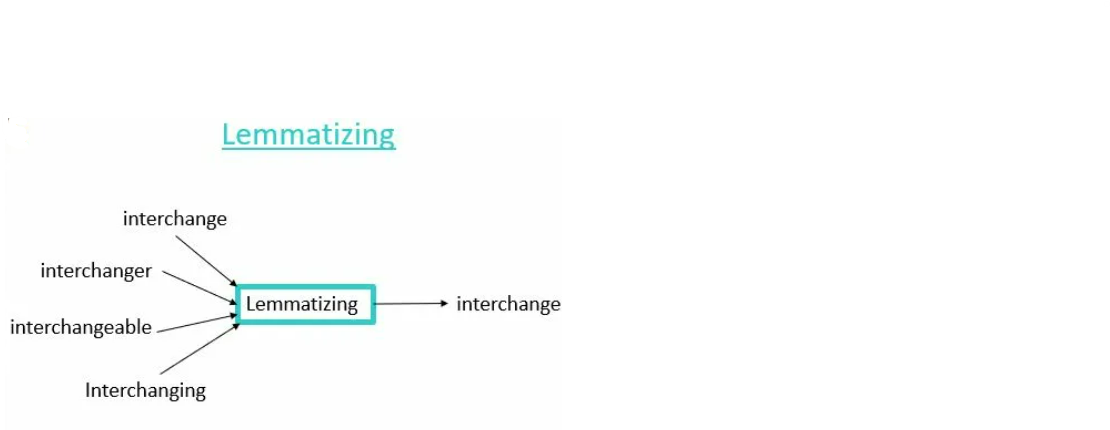 Lemmatizing
interchange
interchanger
interchangeable
Interchanging
Lemmatizing
interchange